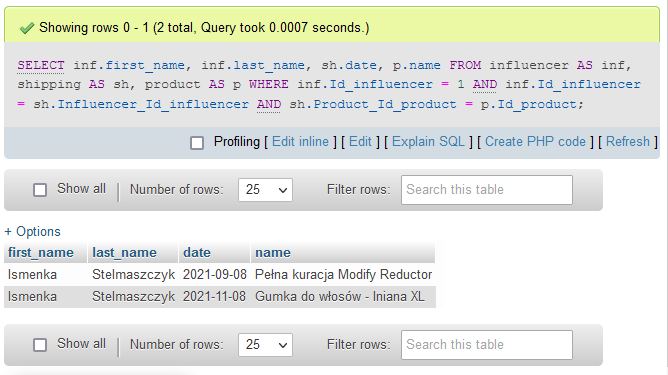 Showing rows 0 - 1 (2 total, Query took 0.0007 seconds.)
SELECT inf.first_name, inf.last_name, sh.date, p.name FROM influencer AS inf,
shipping AS sh, product AS p WHERE inf.Id_influencer = 1 AND inf.Id_influencer
= sh.Influencer_Id_influencer AND sh.Product_Id_product = p.Id_product;
Profiling [ Edit inline ] [ Edit ] [ Explain SQL ] [ Create PHP code ] [ Refresh ]
Show all | Number of rows: 25 Filter rows: Search this table
+ Options
first_name last_name date name
Ismenka Stelmaszczyk 2021-09-08 Pełna kuracja Modify Reductor
Ismenka Stelmaszczyk 2021-11-08 Gumka do włosów - lniana XL
Show all | Number of rows: 25 Filter rows: Search this table